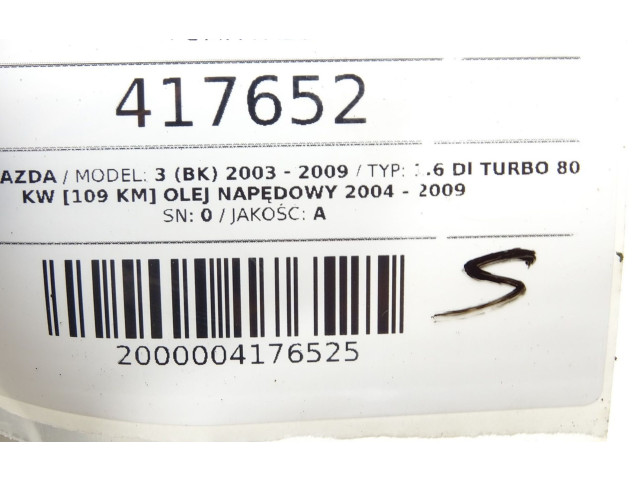 417652
AZDA / MODEL: 3 (BK) 2003 - 2009 / TYP: 1.6 DI TURBO 80
KW [109 KM] OLEJ NAPĘDOWY 2004 - 2009
SN: 0 / JAKOŚĆ: A
S
2000004176525